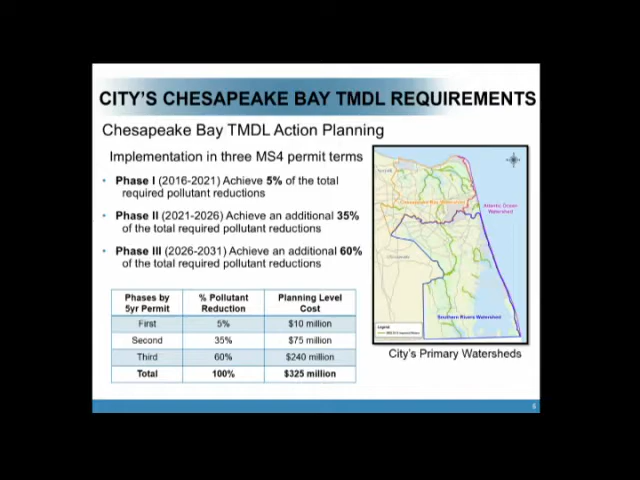 CITY'S CHESAPEAKE BAY TMDL REQUIREMENTS
Chesapeake Bay TMDL Action Planning
Implementation in three MS4 permit terms
• Phase I (2016-2021) Achieve 5% of the total
required pollutant reductions
• Phase II (2021-2026) Achieve an additional 35%
of the total required pollutant reductions
• Phase III (2026-2031) Achieve an additional 60%
of the total required pollutant reductions
Phases by 5yr Permit % Pollutant Reduction Planning Level Cost
First 5% $10 million
Second 35% $75 million
Third 60% $240 million
Total 100% $325 million
Chesapeake Bay Watershed
Atlantic Ocean
Watershed
Southern Rivers Watershed
Legend
City's Primary Watersheds